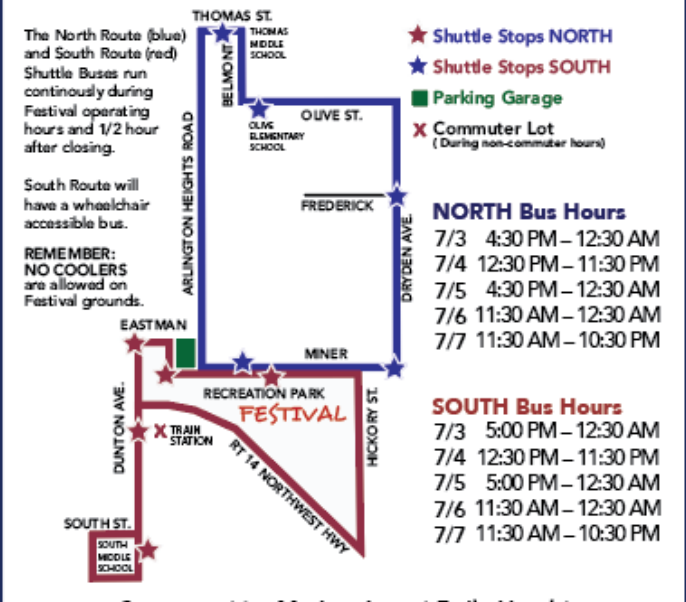 THOMAS ST.
The North Route (blue)
and South Route (red)
Shuttle Buses run
continously during
Festival operating
hours and 1/2 hour
after closing.
South Route will
have a wheelchair
accessible bus.
REMEMBER:
NO COOLERS
are allowed on
Festival grounds.
THOMAS
MIDDLE
SCHOOL
BELMONT
OLIVE ST.
OLIVE
ELEMENTARY
SCHOOL
ARLINGTON HEIGHTS ROAD
FREDERICK
DRYDEN AVE.
EASTMAN
MINER
RECREATION PARK
FESTIVAL
HICKORY ST.
DUNTON AVE.
X TRAIN
STATION
RT 14 NORTHWEST HWY
SOUTH ST.
SOUTH
MIDDLE
SCHOOL
Shuttle Stops NORTH
Shuttle Stops SOUTH
Parking Garage
X Commuter Lot
( During non-commuter hours)
NORTH Bus Hours
7/3 4:30 PM – 12:30 AM
7/4 12:30 PM – 11:30 PM
7/5 4:30 PM – 12:30 AM
7/6 11:30 AM – 12:30 AM
7/7 11:30 AM – 10:30 PM
SOUTH Bus Hours
7/3 5:00 PM – 12:30 AM
7/4 12:30 PM – 11:30 PM
7/5 5:00 PM – 12:30 AM
7/6 11:30 AM – 12:30 AM
7/7 11:30 AM – 10:30 PM